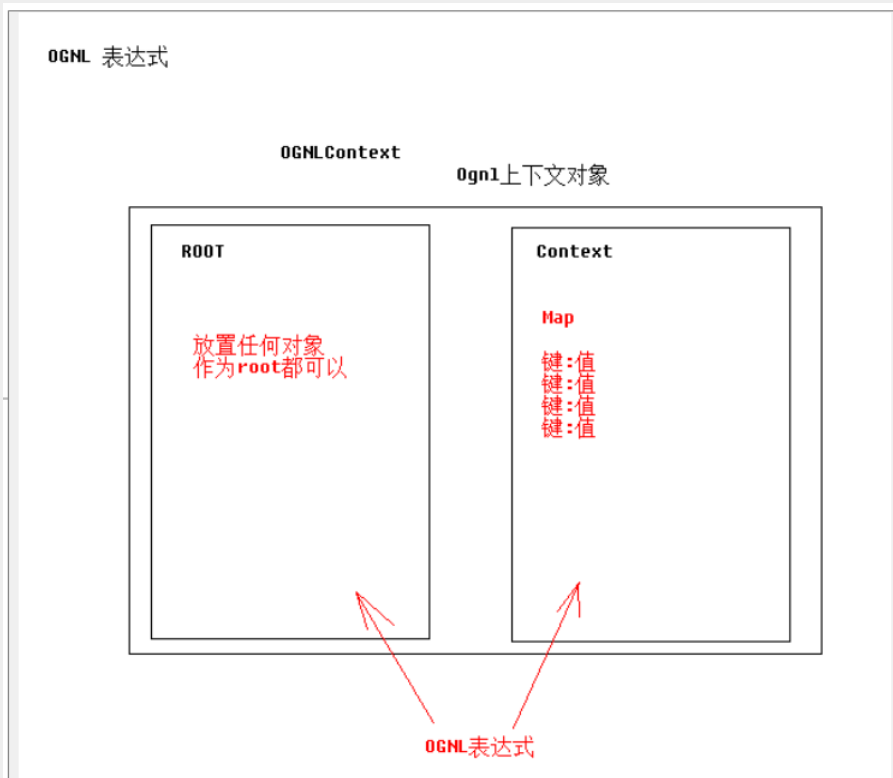 OGNL 表达式
OGNLContext
Ognl上下文对象
ROOT
放置任何对象
作为root都可以
Context
Map
键:值
键:值
键:值
键:值
OGNL表达式